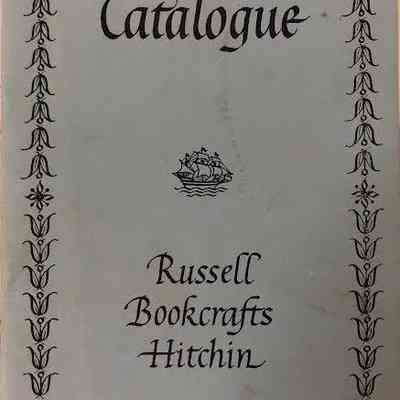 Catalogue
Russell
Bookcrafts
Hitchin